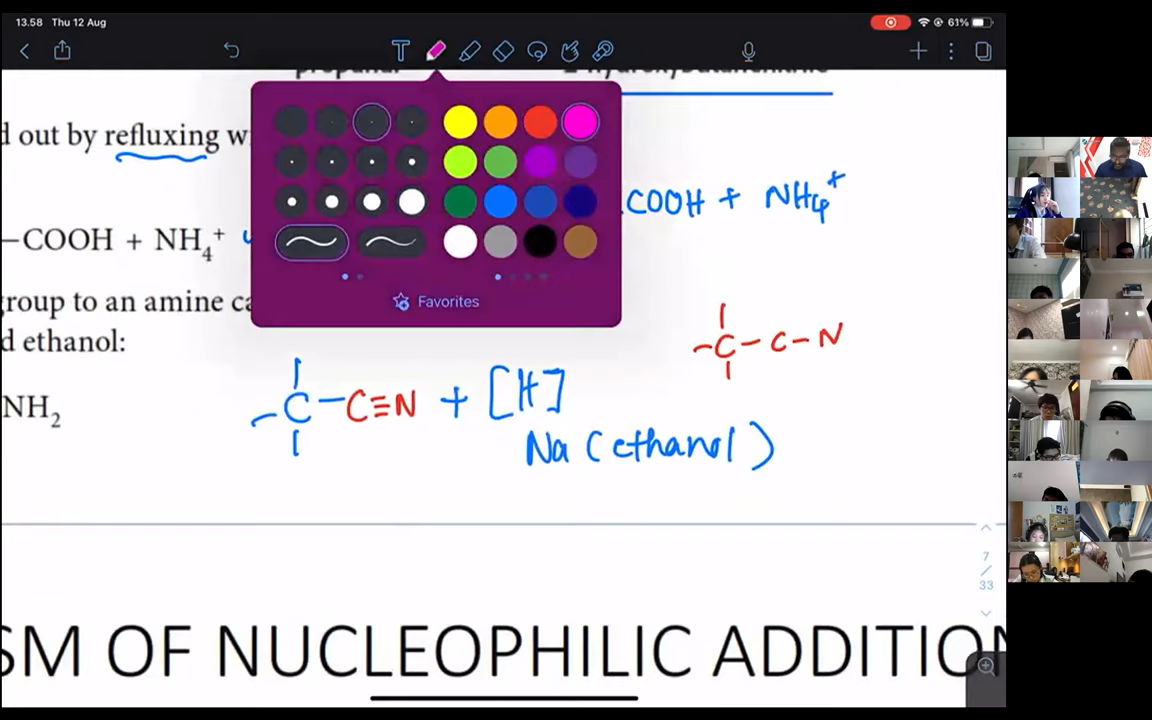 13.58 Thu 12 Aug
61%
T
propanal
2-hydroxybutanenitrile
d out by refluxing w
–COOH + NH4+
.COOH + NH4+
group to an amine ca
d ethanol:
NH2
Favorites
–C–C–N
–C–C≡N + [H]
Na (ethanol)
7
/
33
SM OF NUCLEOPHILIC ADDITION